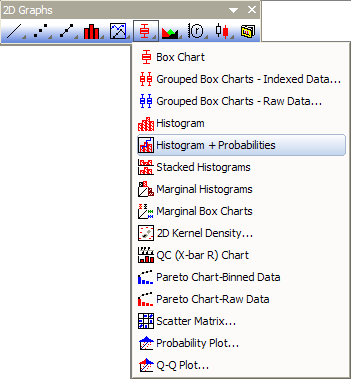 2D Graphs
Box Chart
Grouped Box Charts - Indexed Data...
Grouped Box Charts - Raw Data...
Histogram
Histogram + Probabilities
Stacked Histograms
Marginal Histograms
Marginal Box Charts
2D Kernel Density...
QC (X-bar R) Chart
Pareto Chart-Binned Data
Pareto Chart-Raw Data
Scatter Matrix...
Probability Plot...
Q-Q Plot...